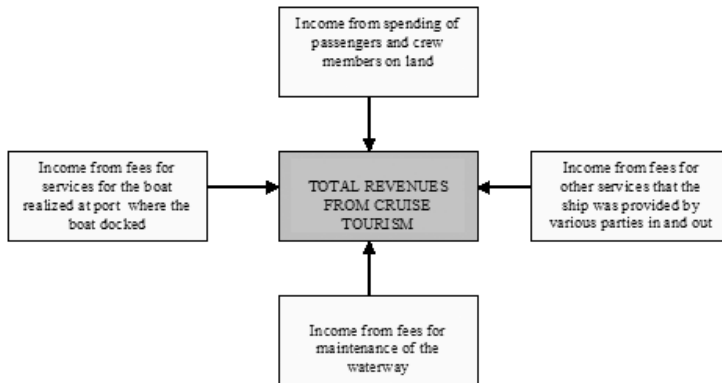 Income from spending of
passengers and crew
members on land
Income from fees for
services for the boat
realized at port where the
boat docked
TOTAL REVENUES
FROM CRUISE
TOURISM
Income from fees for
other services that the
ship was provided by
various parties in and out
Income from fees for
maintenance of the
waterway